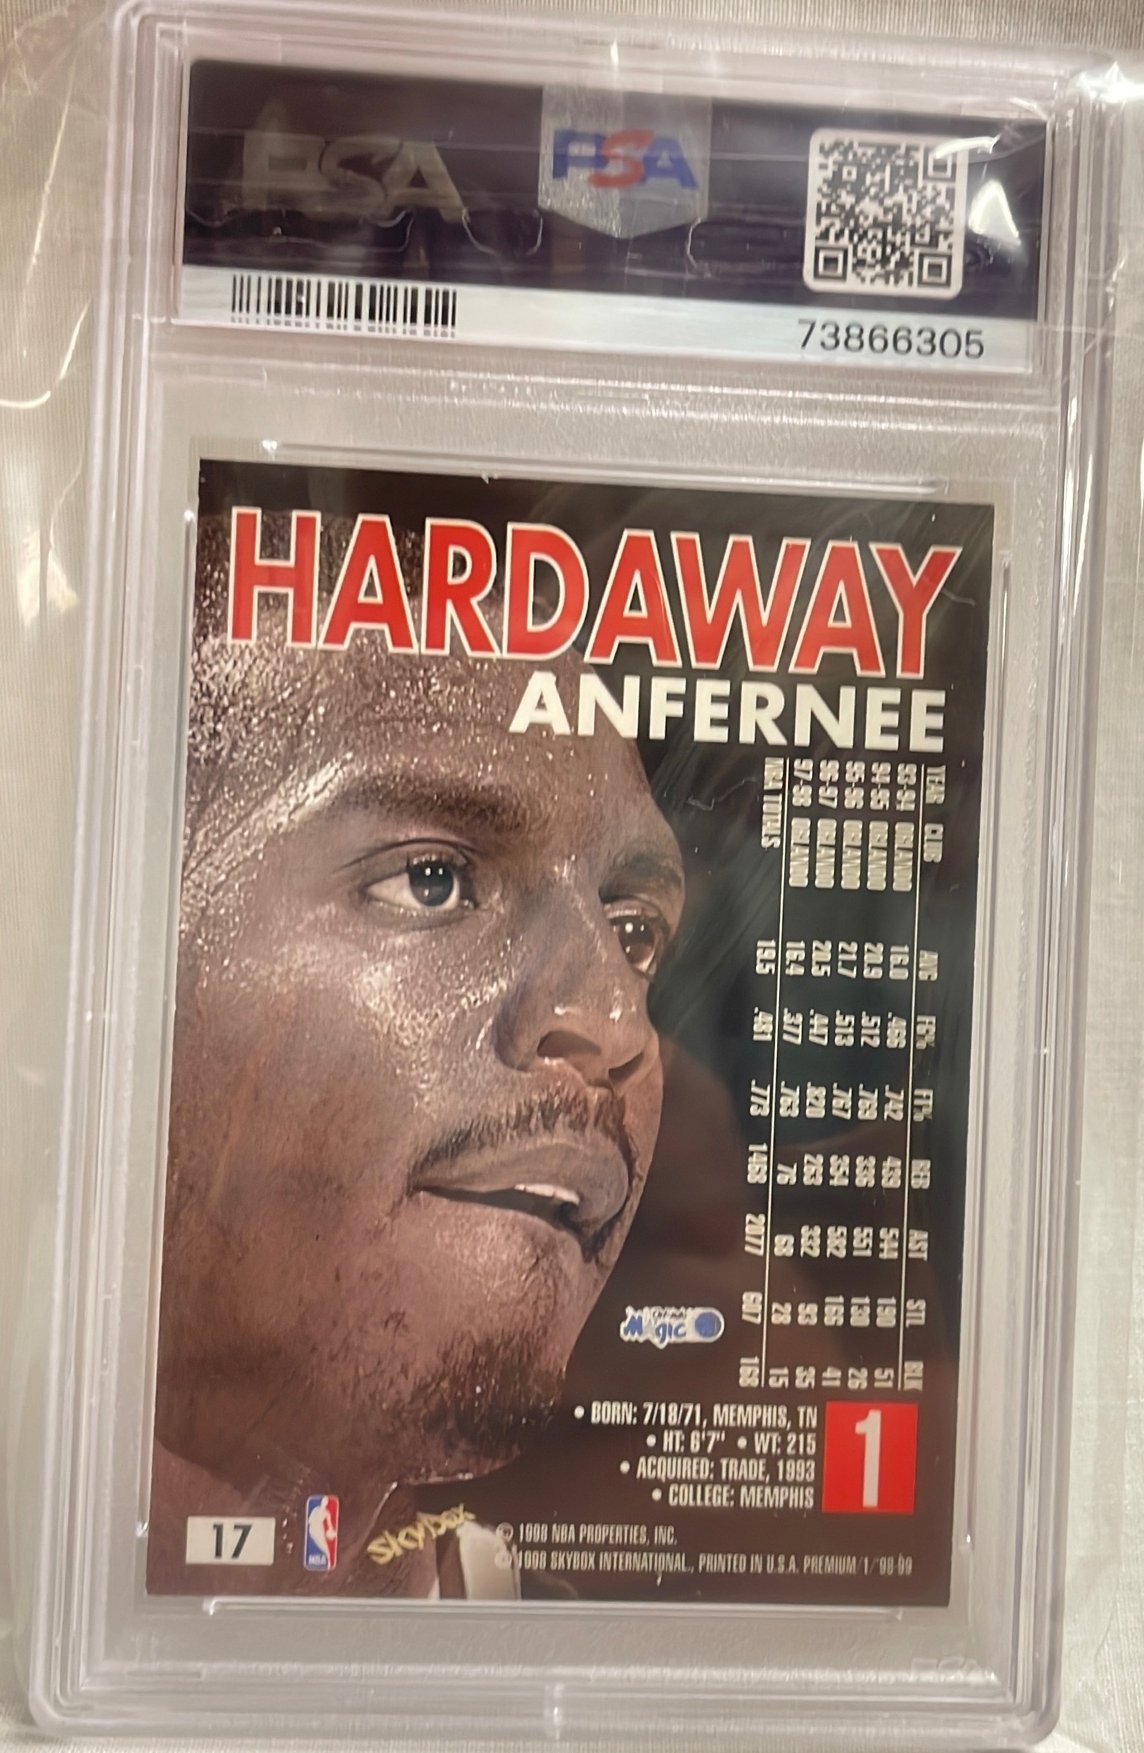 PSA
PSA
73866305
HARDAWAY
ANFERNEE
YEAR CLUB AVG FG% FT% REB AST STL BLK
93-94 ORLANDO 16.0 .466 .742 439 544 190 51
94-95 ORLANDO 20.9 .512 .769 336 551 130 26
95-96 ORLANDO 21.7 .513 .767 354 582 166 41
96-97 ORLANDO 20.5 .447 .820 263 332 93 35
97-98 ORLANDO 16.4 .377 .763 76 68 28 15
NBA TOTALS 19.5 .481 .773 1468 2077 607 168
Magic
• BORN: 7/18/71, MEMPHIS, TN
• HT: 6'7" • WT: 215
• ACQUIRED: TRADE, 1993
• COLLEGE: MEMPHIS
1
17
NBA
skybox
© 1998 NBA PROPERTIES, INC.
© 1998 SKYBOX INTERNATIONAL., PRINTED IN U.S.A. PREMIUM/1/'98-99